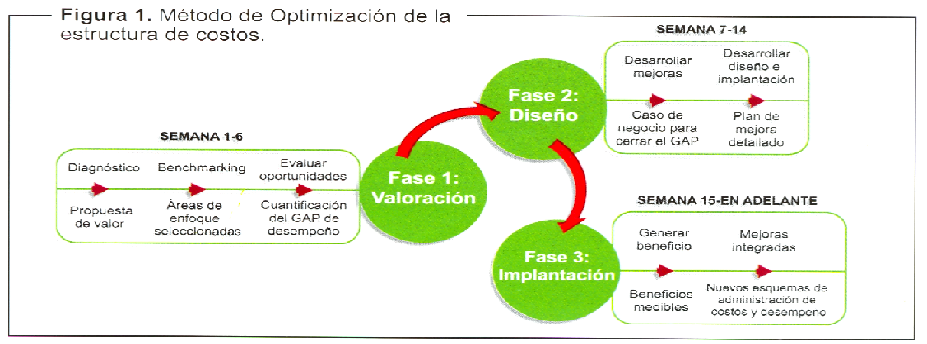 Figura 1. Método de Optimización de la
estructura de costos.
SEMANA 1-6
Diagnóstico
Benchmarking
Evaluar
oportunidades
Propuesta
de valor
Áreas de
enfoque
seleccionadas
Cuantificación
del GAP de
desempeño
Fase 1:
Valoración
Fase 2:
Diseño
SEMANA 7-14
Desarrollar
mejoras
Desarrollar
diseño e
implantación
Caso de
negocio para
cerrar el GAP
Plan de
mejora
detallado
Fase 3:
Implantación
SEMANA 15-EN ADELANTE
Generar
beneficio
Mejoras
integradas
Beneficios
medibles
Nuevos esquemas de
administración de
costos y desempeño